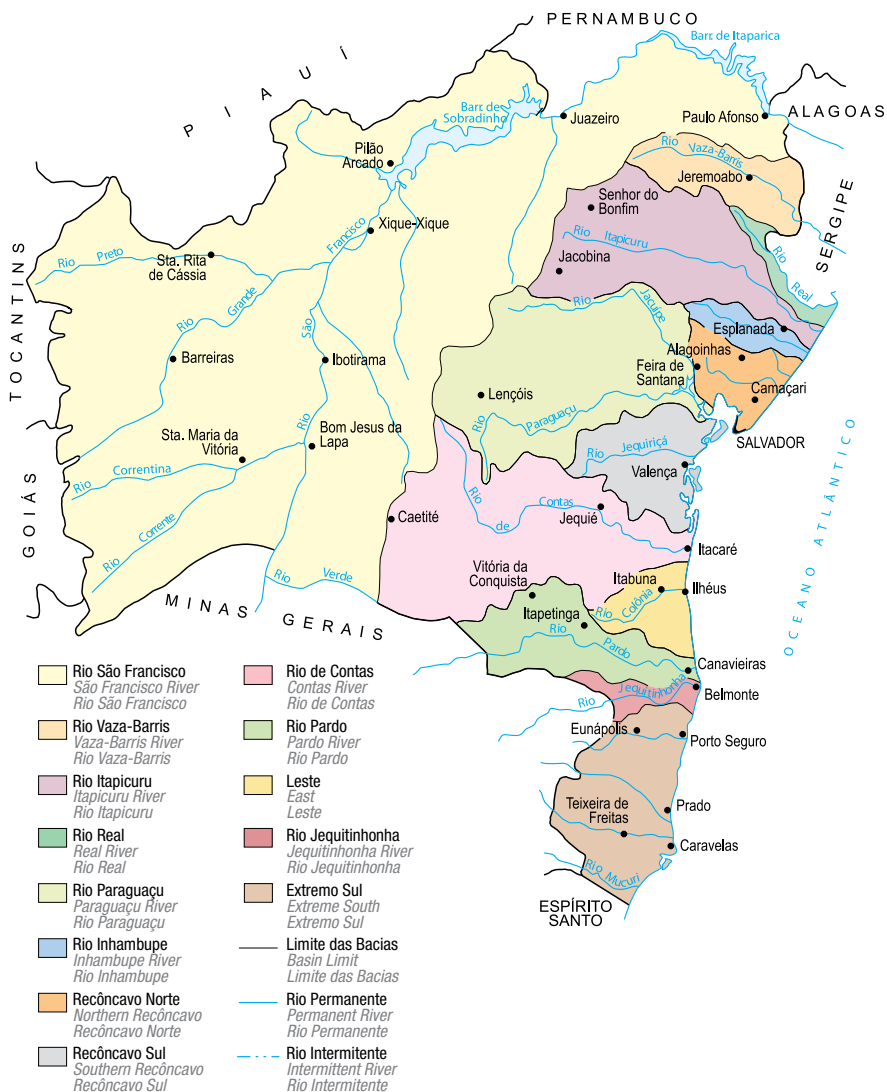 PERNAMBUCO
Barr. de Itaparica
PIAUÍ
ALAGOAS
Barr. de
Sobradinho
Juazeiro
Paulo Afonso
Pilão
Arcado
Rio Vaza-Barris
Jeremoabo
SERGIPE
Senhor do
Bonfim
Xique-Xique
Rio Itapicuru
Rio Preto
Sta. Rita
de Cássia
Jacobina
Rio Real
TOCANTINS
Rio Grande
Rio São Francisco
Rio Jacuípe
Esplanada
Barreiras
Ibotirama
Alagoinhas
Feira de
Santana
Camaçari
Lençóis
Rio Paraguaçu
SALVADOR
Sta. Maria da
Vitória
Bom Jesus da
Lapa
Rio Jequiriçá
Valença
OCEANO ATLÂNTICO
GOIÁS
Rio Correntina
Caetité
Rio de Contas
Jequié
Rio Corrente
Itacaré
Rio Verde
Vitória da
Conquista
Itabuna
Ilhéus
MINAS GERAIS
Itapetinga
Rio Colônia
Rio Pardo
Canavieiras
Rio Jequitinhonha
Belmonte
Eunápolis
Porto Seguro
Teixeira de
Freitas
Prado
Caravelas
Rio Mucuri
ESPÍRITO
SANTO
Rio São Francisco
São Francisco River
Rio São Francisco
Rio Vaza-Barris
Vaza-Barris River
Rio Vaza-Barris
Rio Itapicuru
Itapicuru River
Rio Itapicuru
Rio Real
Real River
Rio Real
Rio Paraguaçu
Paraguaçu River
Rio Paraguaçu
Rio Inhambupe
Inhambupe River
Rio Inhambupe
Recôncavo Norte
Northern Recôncavo
Recôncavo Norte
Recôncavo Sul
Southern Recôncavo
Recôncavo Sul
Rio de Contas
Contas River
Rio de Contas
Rio Pardo
Pardo River
Rio Pardo
Leste
East
Leste
Rio Jequitinhonha
Jequitinhonha River
Rio Jequitinhonha
Extremo Sul
Extreme South
Extremo Sul
Limite das Bacias
Basin Limit
Limite das Bacias
Rio Permanente
Permanent River
Rio Permanente
Rio Intermitente
Intermittent River
Rio Intermitente